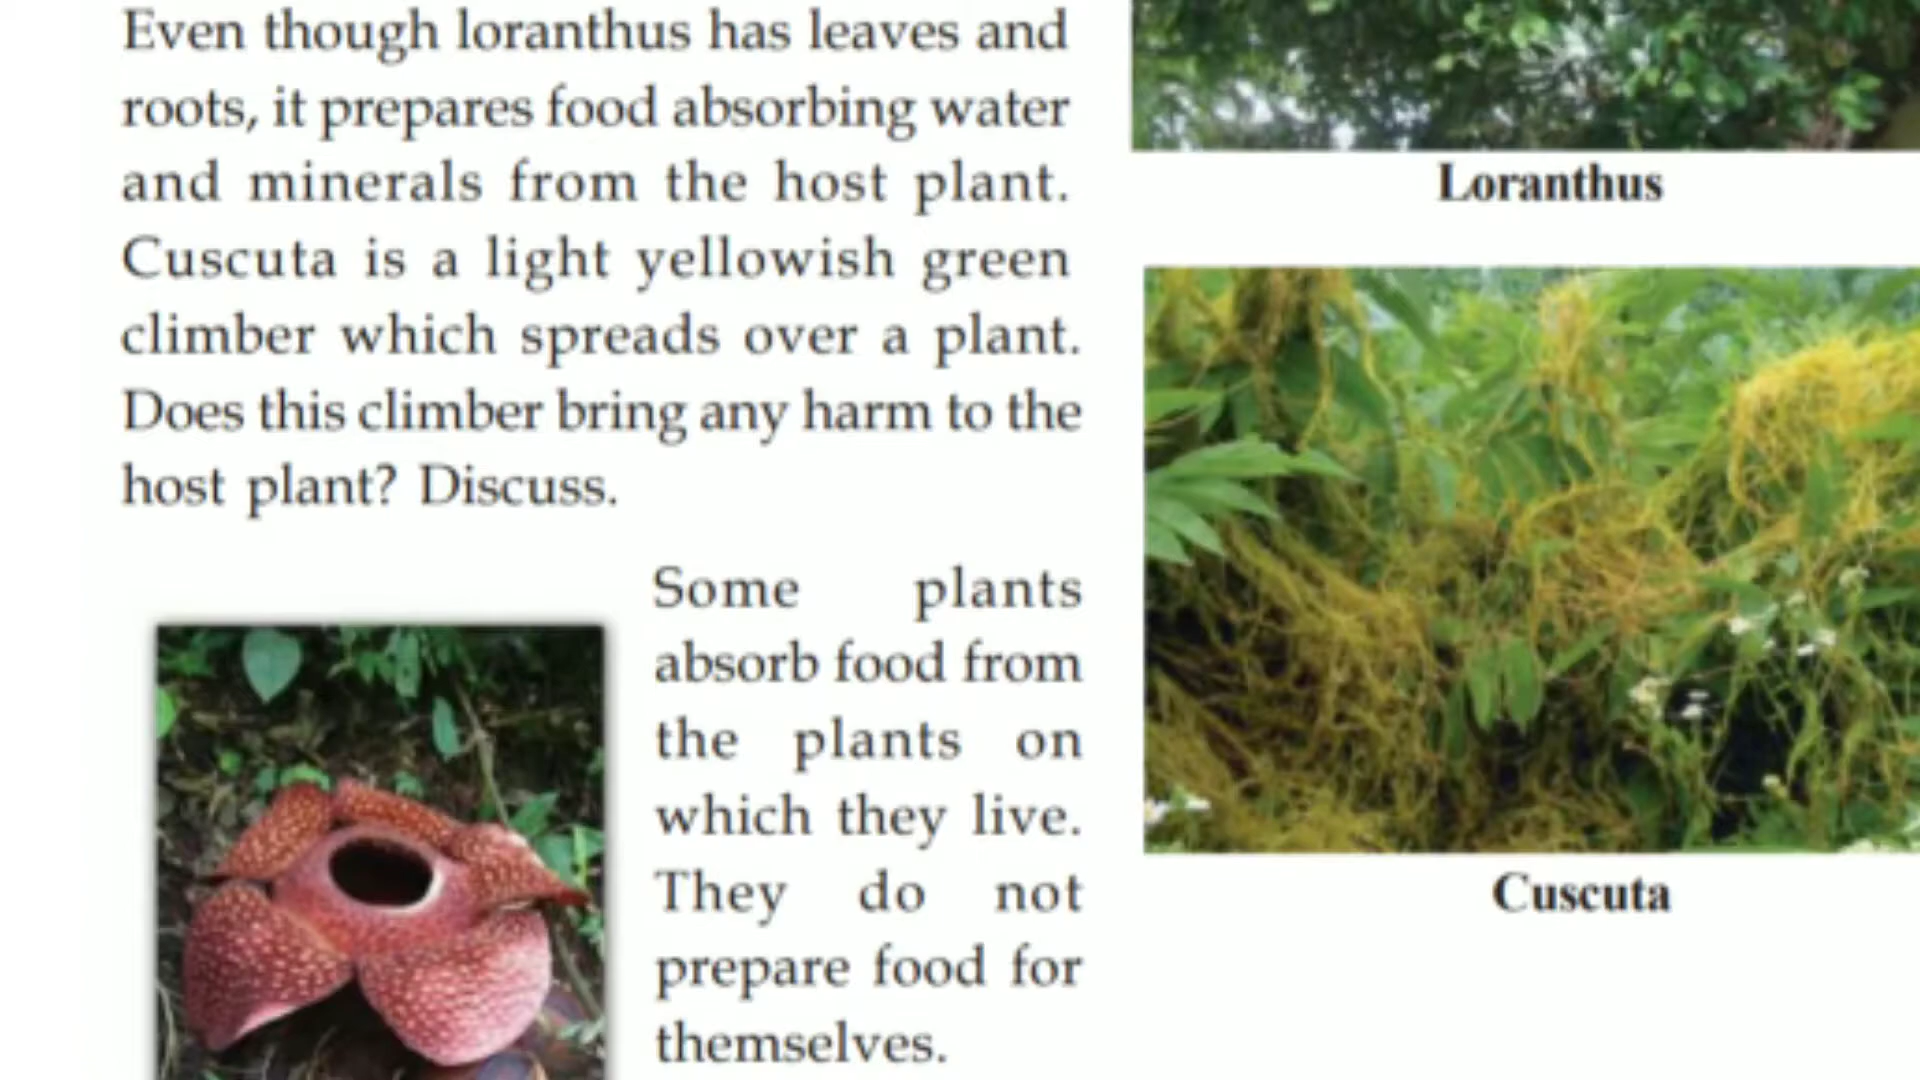 Even though loranthus has leaves and
roots, it prepares food absorbing water
and minerals from the host plant.
Cuscuta is a light yellowish green
climber which spreads over a plant.
Does this climber bring any harm to the
host plant? Discuss.
Some plants
absorb food from
the plants on
which they live.
They do not
prepare food for
themselves.
Loranthus
Cuscuta